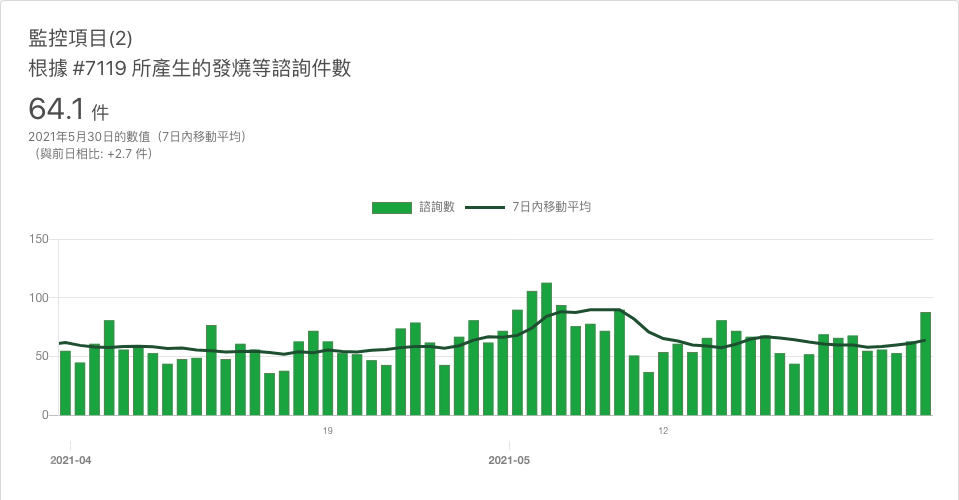 監控項目(2)
根據 #7119 所產生的發燒等諮詢件數
64.1 件
2021年5月30日的數值（7日內移動平均）
（與前日相比: +2.7 件）
諮詢數 7日內移動平均
150
100
50
0
19 12
2021-04 2021-05